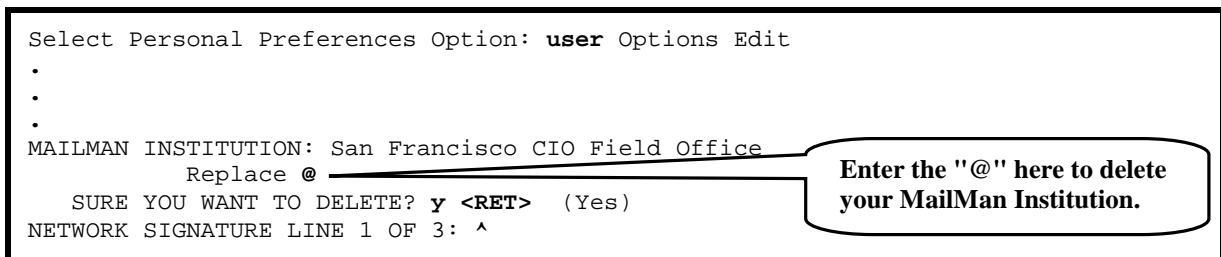 Select Personal Preferences Option: user Options Edit
.
.
.
MAILMAN INSTITUTION: San Francisco CIO Field Office
Replace @
SURE YOU WANT TO DELETE? y <RET> (Yes)
NETWORK SIGNATURE LINE 1 OF 3: ^
Enter the "@" here to delete
your MailMan Institution.